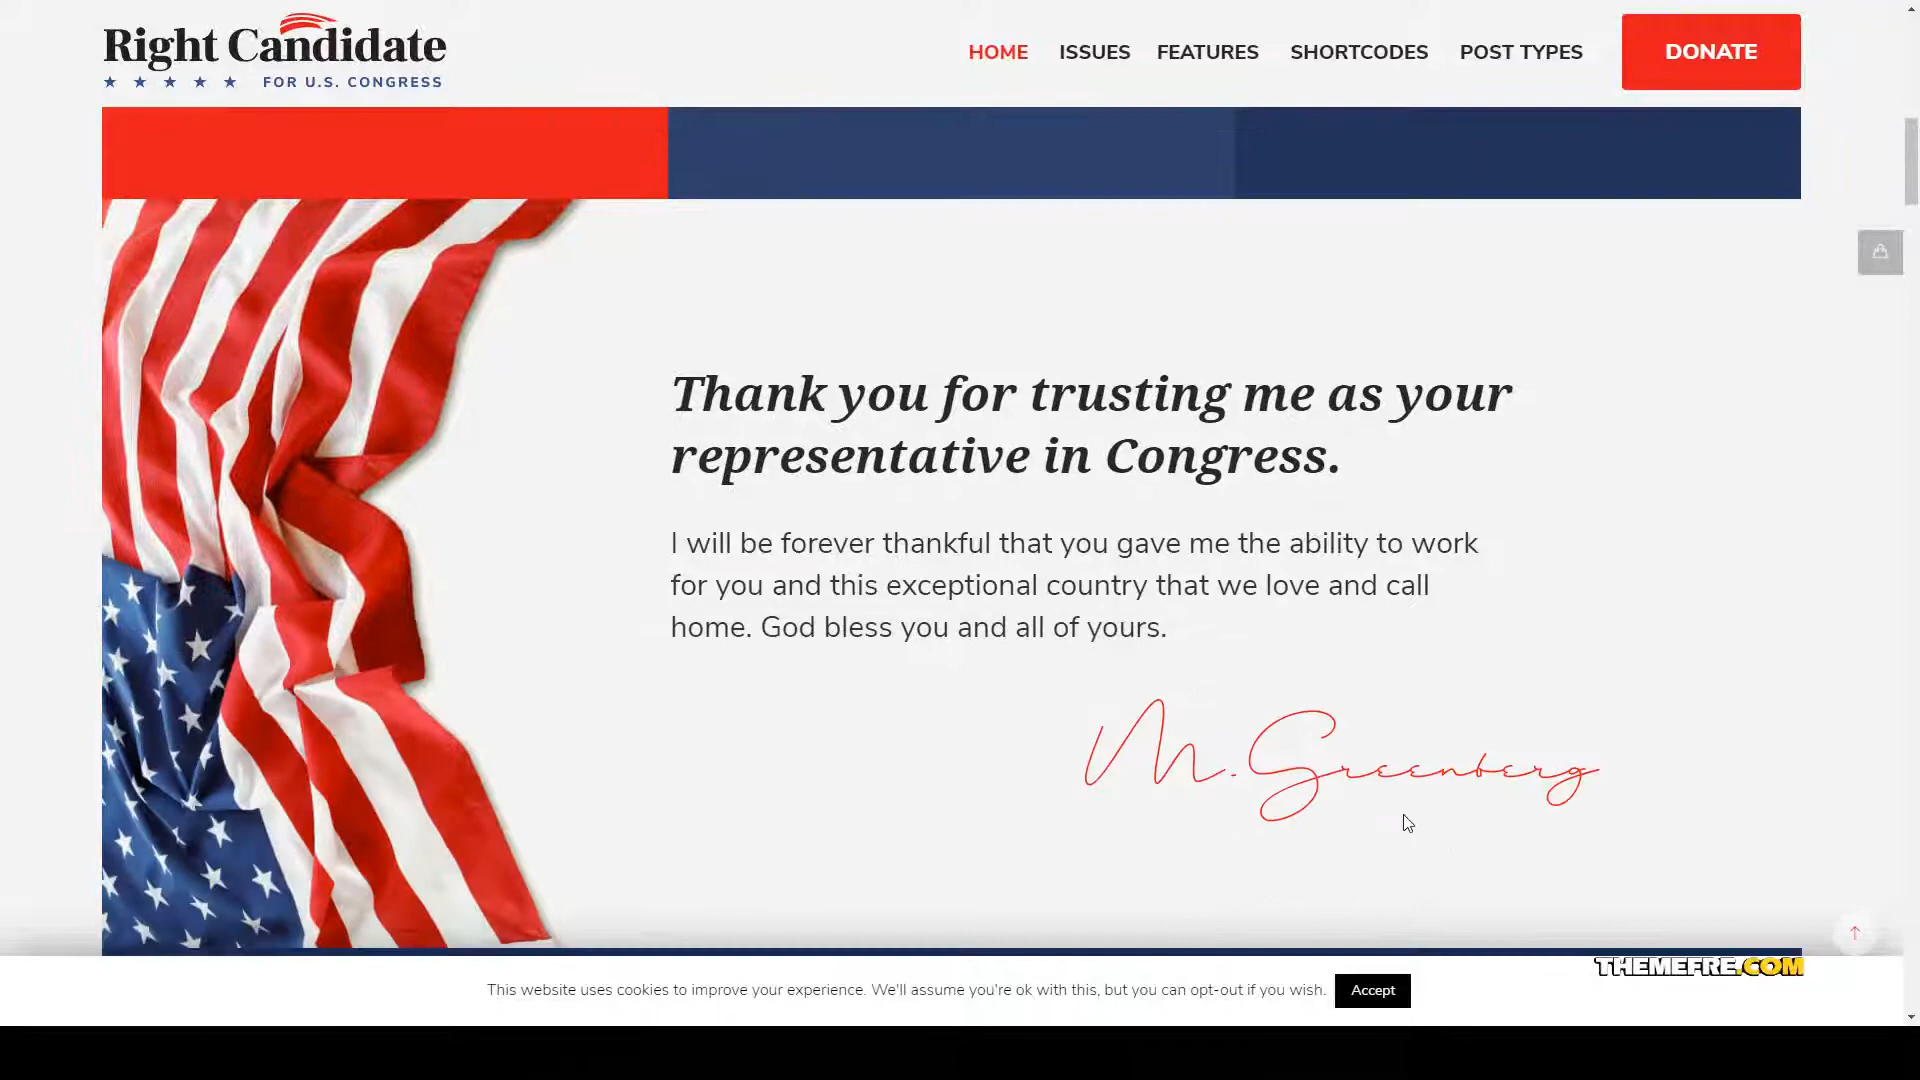 Right Candidate
FOR U.S. CONGRESS
HOME ISSUES FEATURES SHORTCODES POST TYPES DONATE
Thank you for trusting me as your
representative in Congress.
I will be forever thankful that you gave me the ability to work
for you and this exceptional country that we love and call
home. God bless you and all of yours.
M. Greenberg
THEMEFRE.COM
This website uses cookies to improve your experience. We'll assume you're ok with this, but you can opt-out if you wish. Accept